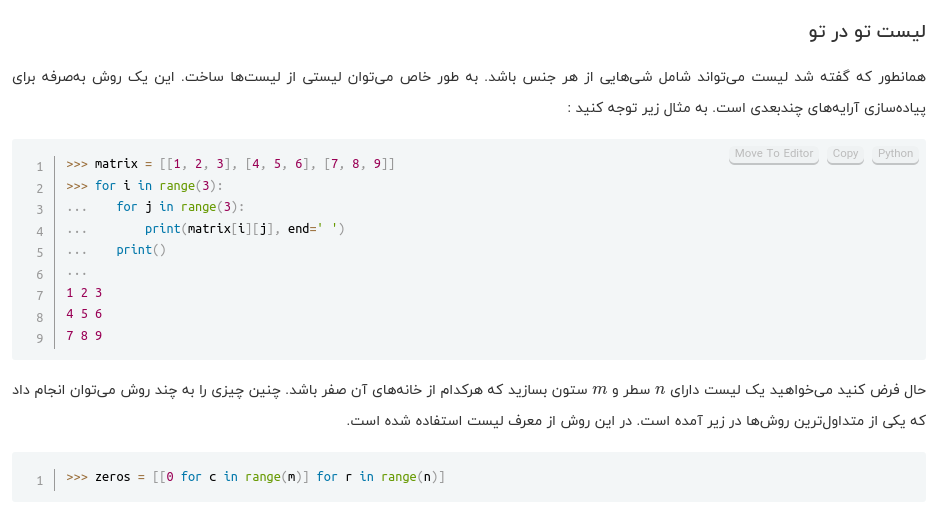 لیست تو در تو
همانطور که گفته شد لیست می‌تواند شامل شی‌هایی از هر جنس باشد. به طور خاص می‌توان لیستی از لیست‌ها ساخت. این یک روش به‌صرفه برای
پیاده‌سازی آرایه‌های چندبعدی است. به مثال زیر توجه کنید :
Move To Editor Copy Python
1 >>> matrix = [[1, 2, 3], [4, 5, 6], [7, 8, 9]]
2 >>> for i in range(3):
3 ...    for j in range(3):
4 ...        print(matrix[i][j], end=' ')
5 ...    print()
6 ...
7 1 2 3
8 4 5 6
9 7 8 9
حال فرض کنید می‌خواهید یک لیست دارای n سطر و m ستون بسازید که هرکدام از خانه‌های آن صفر باشد. چنین چیزی را به چند روش می‌توان انجام داد
که یکی از متداول‌ترین روش‌ها در زیر آمده است. در این روش از معرف لیست استفاده شده است.
1 >>> zeros = [[0 for c in range(m)] for r in range(n)]